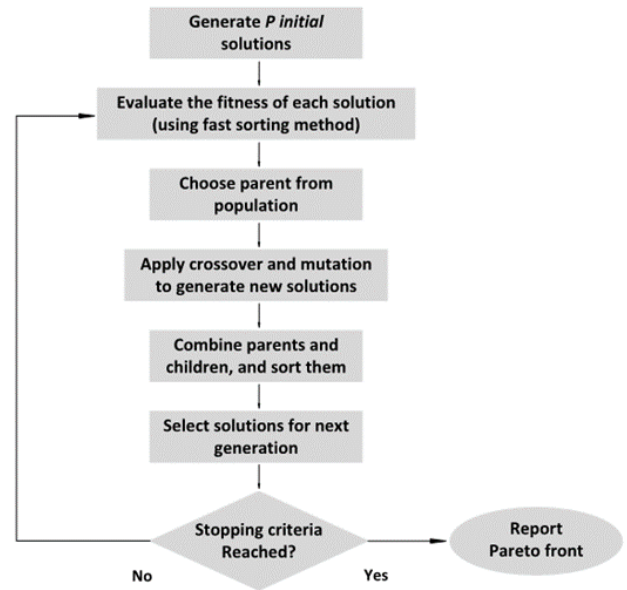 Generate P initial
solutions
Evaluate the fitness of each solution
(using fast sorting method)
Choose parent from
population
Apply crossover and mutation
to generate new solutions
Combine parents and
children, and sort them
Select solutions for next
generation
Stopping criteria
Reached?
Report
Pareto front
No
Yes